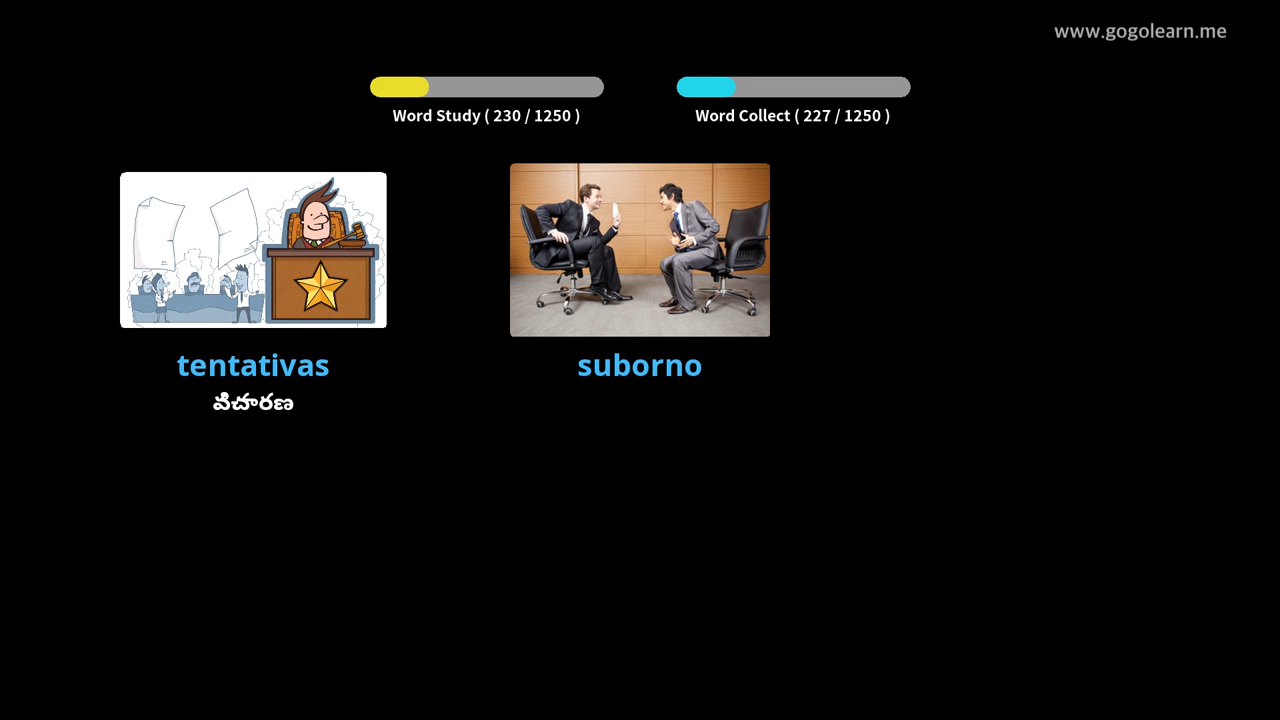 www.gogolearn.me
Word Study ( 230 / 1250 )
Word Collect ( 227 / 1250 )
tentativas
విచారణ
suborno